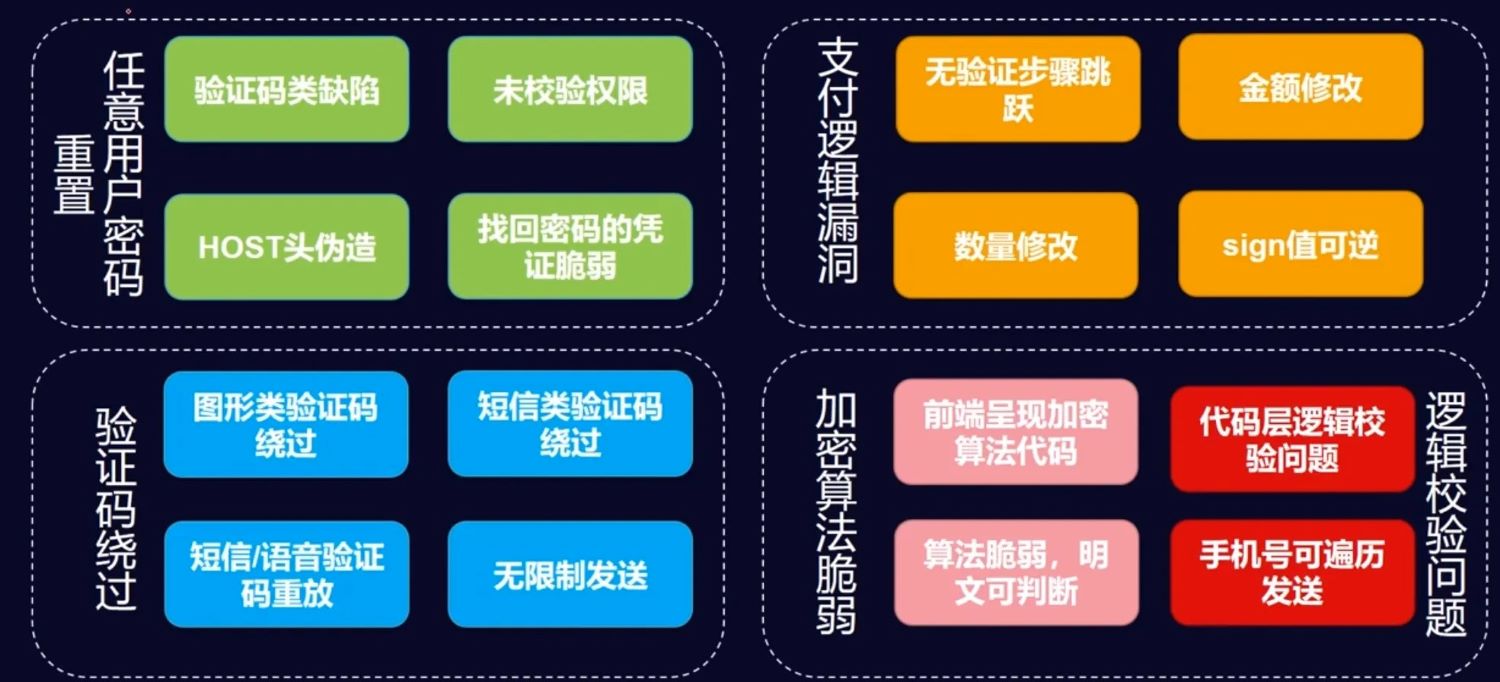 任意用户密码
重置
验证码类缺陷
未校验权限
HOST头伪造
找回密码的凭
证脆弱
支付逻辑漏洞
无验证步骤跳
跃
金额修改
数量修改
sign值可逆
验证码绕过
图形类验证码
绕过
短信类验证码
绕过
短信/语音验证
码重放
无限制发送
加密算法脆弱
前端呈现加密
算法代码
算法脆弱，明
文可判断
逻辑校验问题
代码层逻辑校
验问题
手机号可遍历
发送